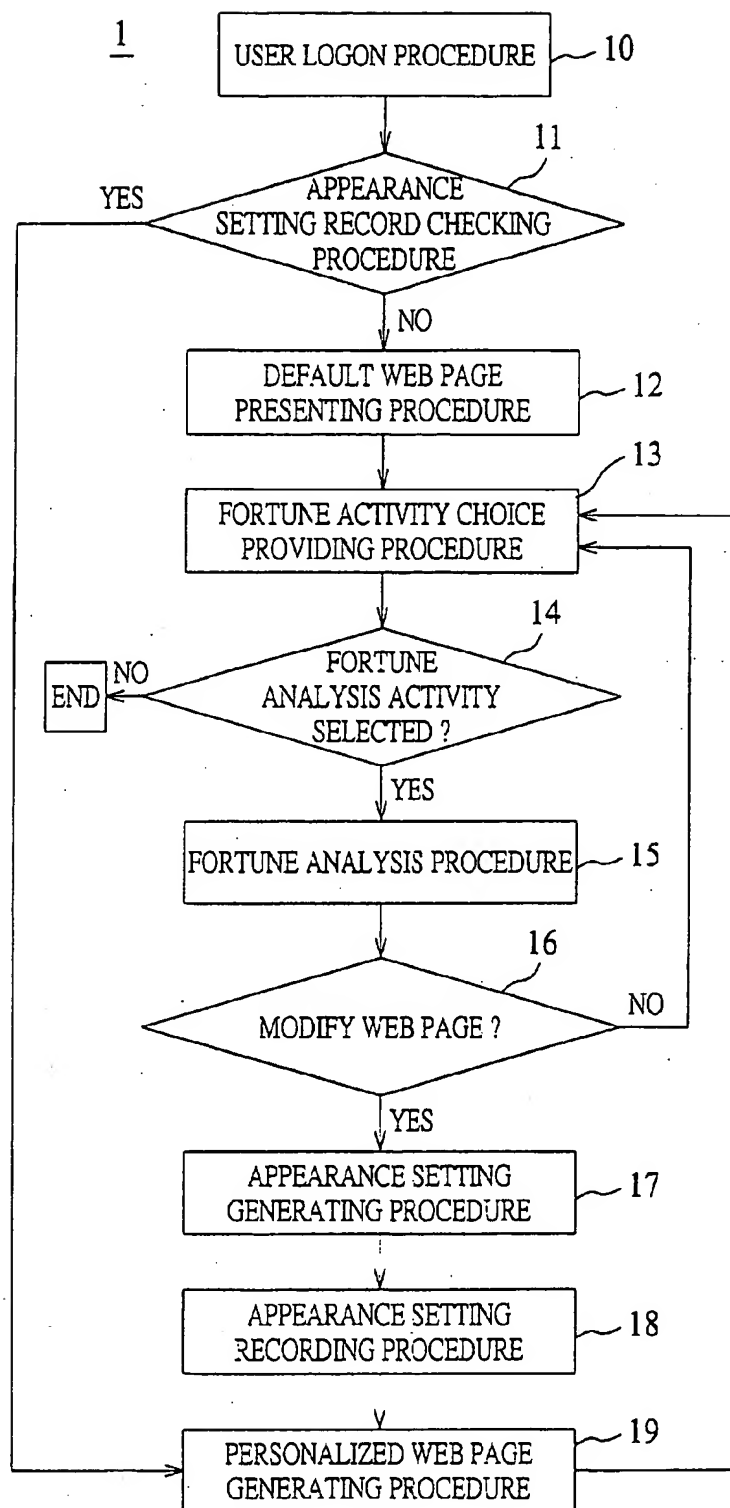 1
USER LOGON PROCEDURE
10
11
YES
APPEARANCE
SETTING RECORD CHECKING
PROCEDURE
NO
DEFAULT WEB PAGE
PRESENTING PROCEDURE
12
13
FORTUNE ACTIVITY CHOICE
PROVIDING PROCEDURE
14
NO
END
FORTUNE
ANALYSIS ACTIVITY
SELECTED ?
YES
FORTUNE ANALYSIS PROCEDURE
15
16
MODIFY WEB PAGE ?
NO
YES
APPEARANCE SETTING
GENERATING PROCEDURE
17
APPEARANCE SETTING
RECORDING PROCEDURE
18
19
PERSONALIZED WEB PAGE
GENERATING PROCEDURE